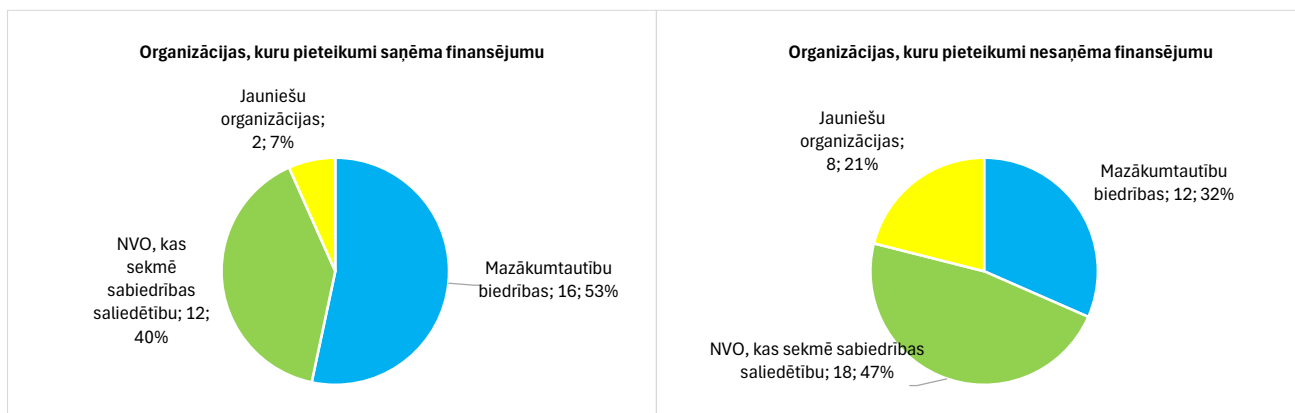 Organizācijas, kuru pieteikumi saņēma finansējumu
Jauniešu
organizācijas;
2; 7%
NVO, kas
sekmē
sabiedrības
saliedētību; 12;
40%
Mazākumtautību
biedrības; 16; 53%
Organizācijas, kuru pieteikumi nesaņēma finansējumu
Jauniešu
organizācijas;
8; 21%
Mazākumtautību
biedrības; 12; 32%
NVO, kas sekmē sabiedrības
saliedētību; 18; 47%